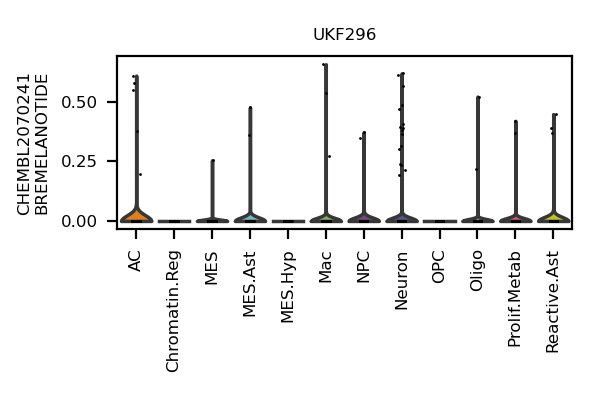 UKF296
CHEMBL2070241
BREMELANOTIDE
0.50
0.25
0.00
AC
Chromatin.Reg
MES
MES.Ast
MES.Hyp
Mac
NPC
Neuron
OPC
Oligo
Prolif.Metab
Reactive.Ast